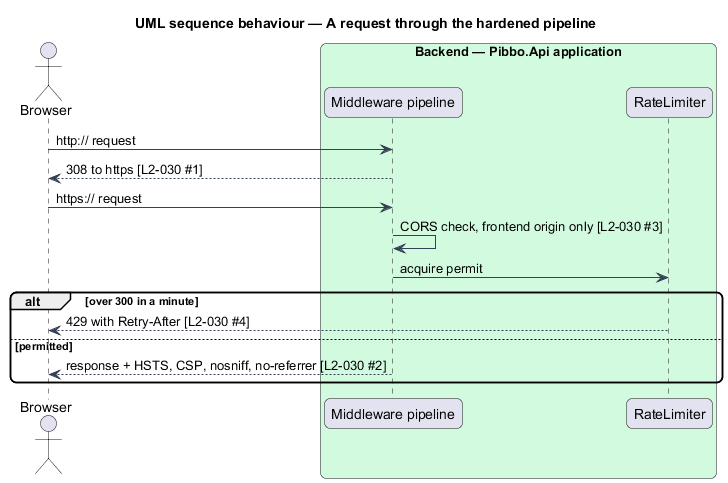 UML sequence behaviour — A request through the hardened pipeline
Backend — Pibbo.Api application
Browser
Middleware pipeline
RateLimiter
http:// request
308 to https [L2-030 #1]
https:// request
CORS check, frontend origin only [L2-030 #3]
acquire permit
alt
[over 300 in a minute]
429 with Retry-After [L2-030 #4]
[permitted]
response + HSTS, CSP, nosniff, no-referrer [L2-030 #2]
Browser
Middleware pipeline
RateLimiter